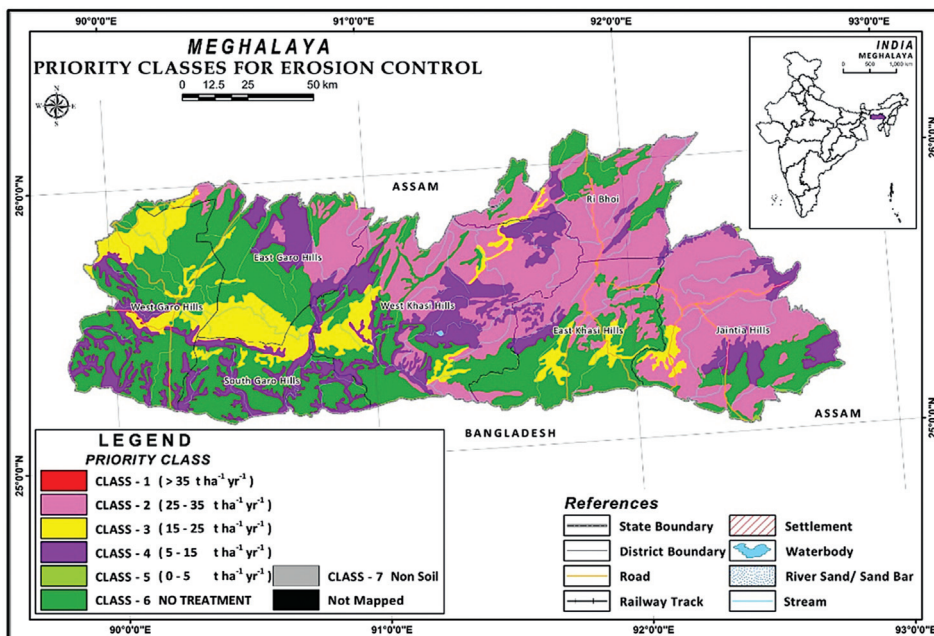 90°0'0"E 91°0'0"E 92°0'0"E 93°0'0"E
MEGHALAYA
PRIORITY CLASSES FOR EROSION CONTROL
0 12.5 25 50 km
N
W E
S
INDIA
MEGHALAYA
0 500 1,000 km
26°0'0"N
26°0'0"N
ASSAM
Ri Bhoi
East Garo Hills
West Garo Hills
West Khasi Hills
East Khasi Hills
Jaintia Hills
South Garo Hills
ASSAM
BANGLADESH
25°0'0"N
25°0'0"N
LEGEND
PRIORITY CLASS
CLASS - 1 ( > 35 t ha⁻¹ yr⁻¹ )
CLASS - 2 ( 25 - 35 t ha⁻¹ yr⁻¹ )
CLASS - 3 ( 15 - 25 t ha⁻¹ yr⁻¹ )
CLASS - 4 ( 5 - 15 t ha⁻¹ yr⁻¹ )
CLASS - 5 ( 0 - 5 t ha⁻¹ yr⁻¹ )
CLASS - 6 NO TREATMENT
CLASS - 7 Non Soil
Not Mapped
References
State Boundary
District Boundary
Road
Railway Track
Settlement
Waterbody
River Sand/ Sand Bar
Stream
90°0'0"E 91°0'0"E 92°0'0"E 93°0'0"E